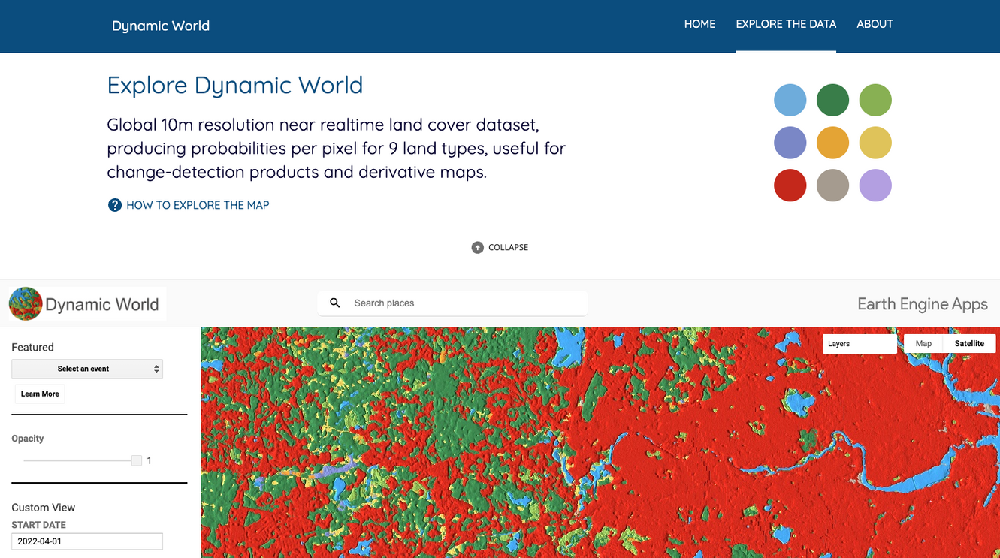 Dynamic World
HOME
EXPLORE THE DATA
ABOUT
Explore Dynamic World
Global 10m resolution near realtime land cover dataset,
producing probabilities per pixel for 9 land types, useful for
change-detection products and derivative maps.
? HOW TO EXPLORE THE MAP
COLLAPSE
Dynamic World
Search places
Earth Engine Apps
Featured
Select an event
Learn More
Opacity
1
Custom View
START DATE
2022-04-01
Layers
Map
Satellite